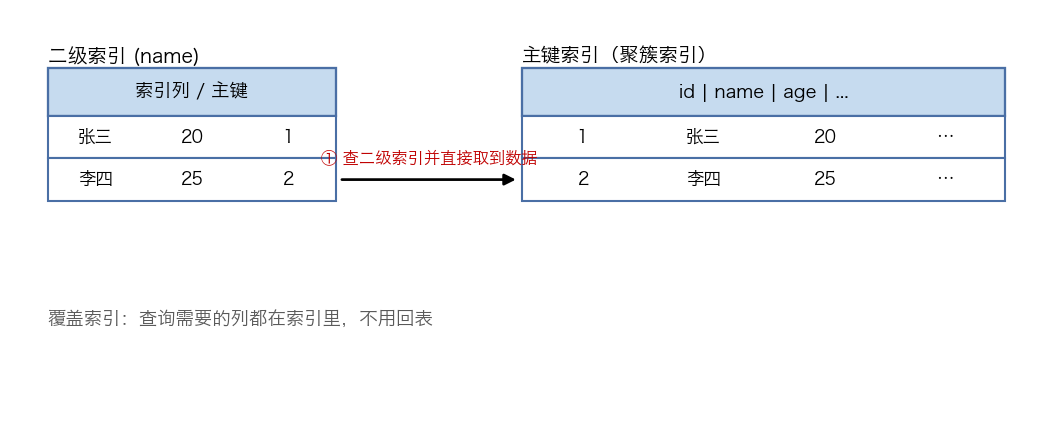 二级索引 (name)
索引列 / 主键
张三 20 1
李四 25 2
① 查二级索引并直接取到数据
主键索引（聚簇索引）
id | name | age | ...
1 张三 20 …
2 李四 25 …
覆盖索引：查询需要的列都在索引里，不用回表